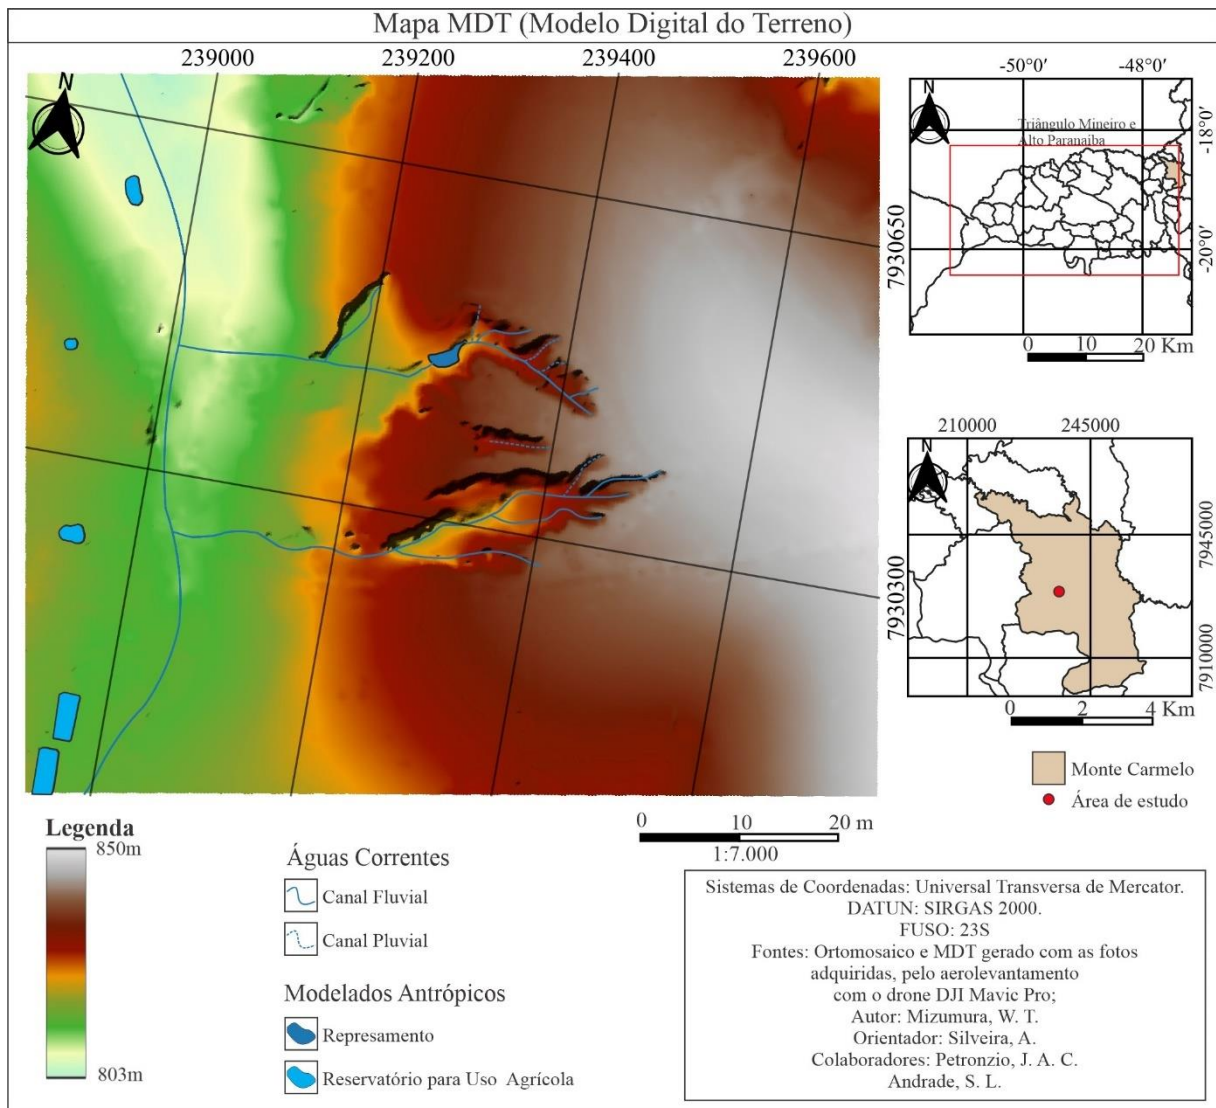 Mapa MDT (Modelo Digital do Terreno)
239000
239200
239400
239600
N
7930650
7930300
N
-50°0'
-48°0'
Triângulo Mineiro e
Alto Paranaiba
-18°0'
-20°0'
0 10 20 Km
210000
245000
N
7945000
7910000
0 2 4 Km
Monte Carmelo
Área de estudo
Legenda
850m
803m
Águas Correntes
Canal Fluvial
Canal Pluvial
Modelados Antrópicos
Represamento
Reservatório para Uso Agrícola
0 10 20 m
1:7.000
Sistemas de Coordenadas: Universal Transversa de Mercator.
DATUN: SIRGAS 2000.
FUSO: 23S
Fontes: Ortomosaico e MDT gerado com as fotos
adquiridas, pelo aerolevantamento
com o drone DJI Mavic Pro;
Autor: Mizumura, W. T.
Orientador: Silveira, A.
Colaboradores: Petronzio, J. A. C.
Andrade, S. L.